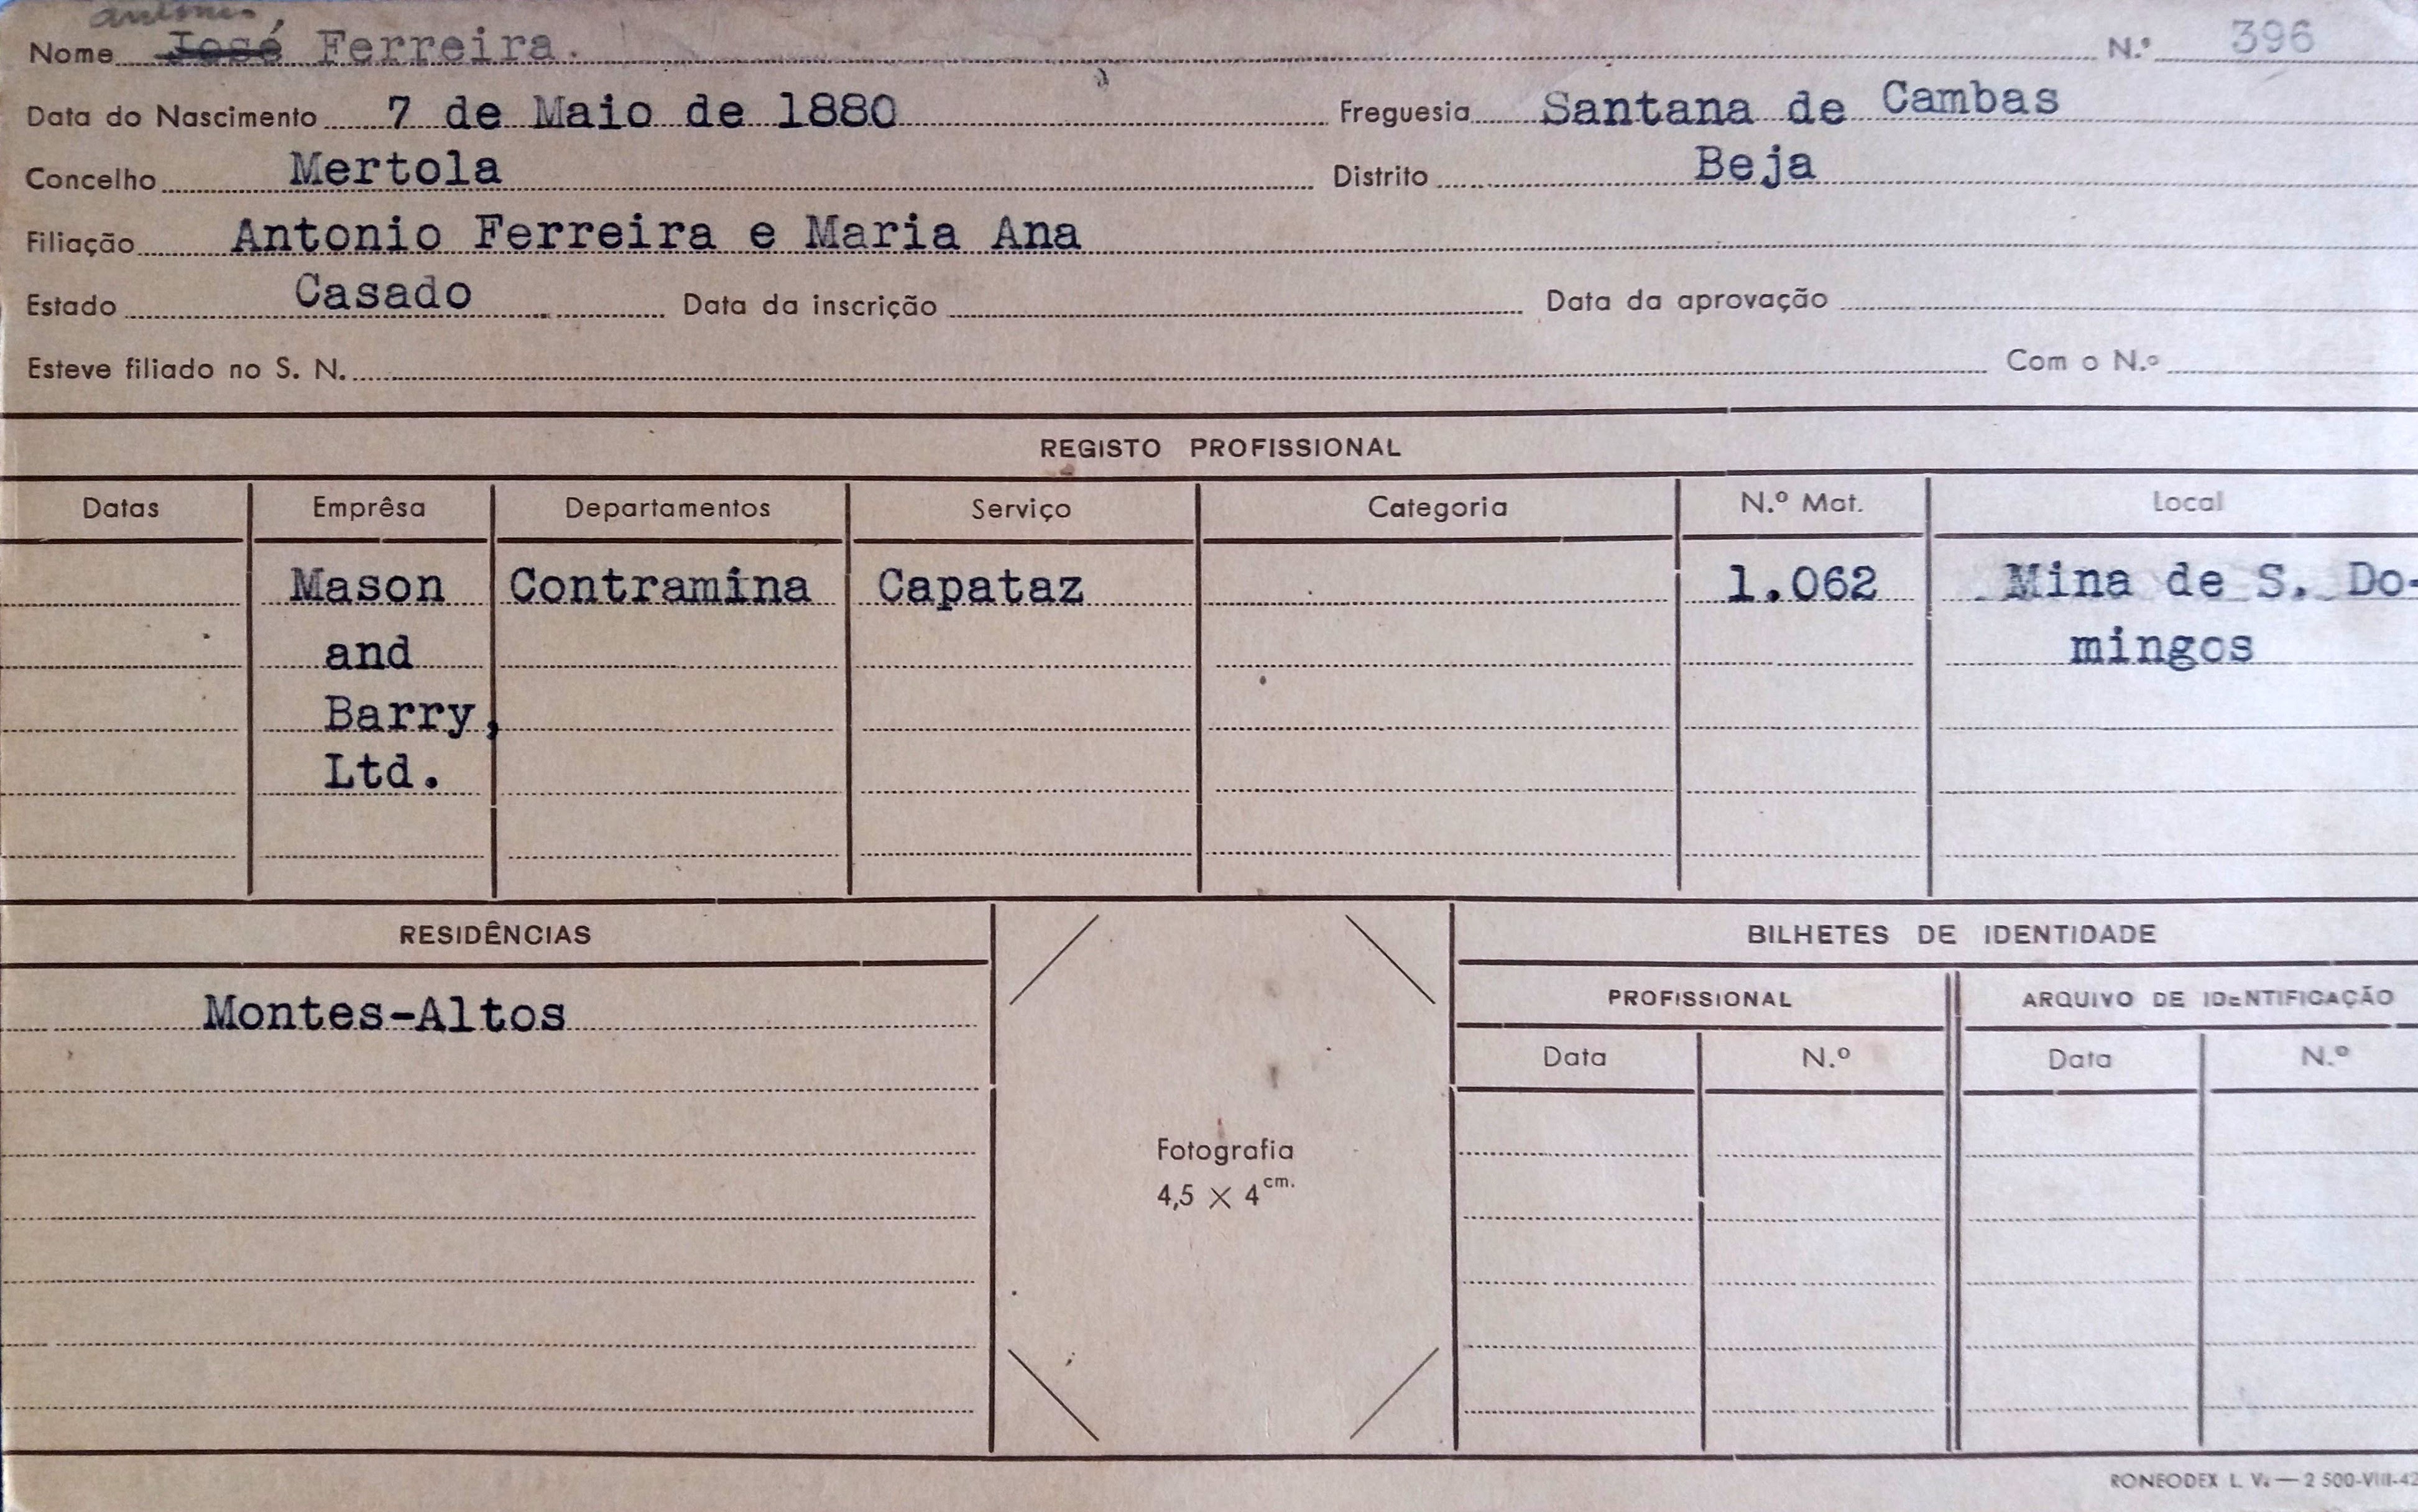 Antonio
Nome José Ferreira. N.º 396
Data do Nascimento 7 de Maio de 1880 Freguesia Santana de Cambas
Concelho Mertola Distrito Beja
Filiação Antonio Ferreira e Maria Ana
Estado Casado Data da inscrição Data da aprovação
Esteve filiado no S. N. Com o N.º
REGISTO PROFISSIONAL
Datas Emprêsa Departamentos Serviço Categoria N.º Mat. Local
Mason Contramina Capataz 1.062 Mina de S. Do-
and mingos
Barry,
Ltd.
RESIDÊNCIAS BILHETES DE IDENTIDADE
PROFISSIONAL ARQUIVO DE IDENTIFICAÇÃO
Montes-Altos
Data N.º Data N.º
Fotografia
4,5 × 4 cm.
RONEODEX L. V. — 2 500-VIII-42